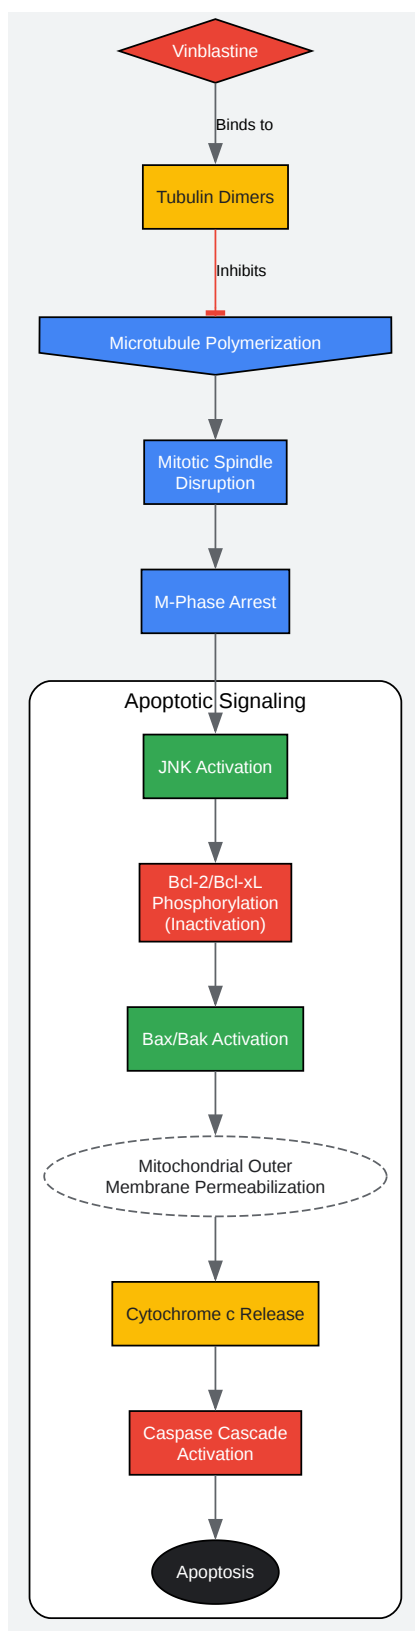 Vinblastine
Binds to
Tubulin Dimers
Inhibits
Microtubule Polymerization
Mitotic Spindle
Disruption
M-Phase Arrest
Apoptotic Signaling
JNK Activation
Bcl-2/Bcl-xL
Phosphorylation
(Inactivation)
Bax/Bak Activation
Mitochondrial Outer
Membrane Permeabilization
Cytochrome c Release
Caspase Cascade
Activation
Apoptosis